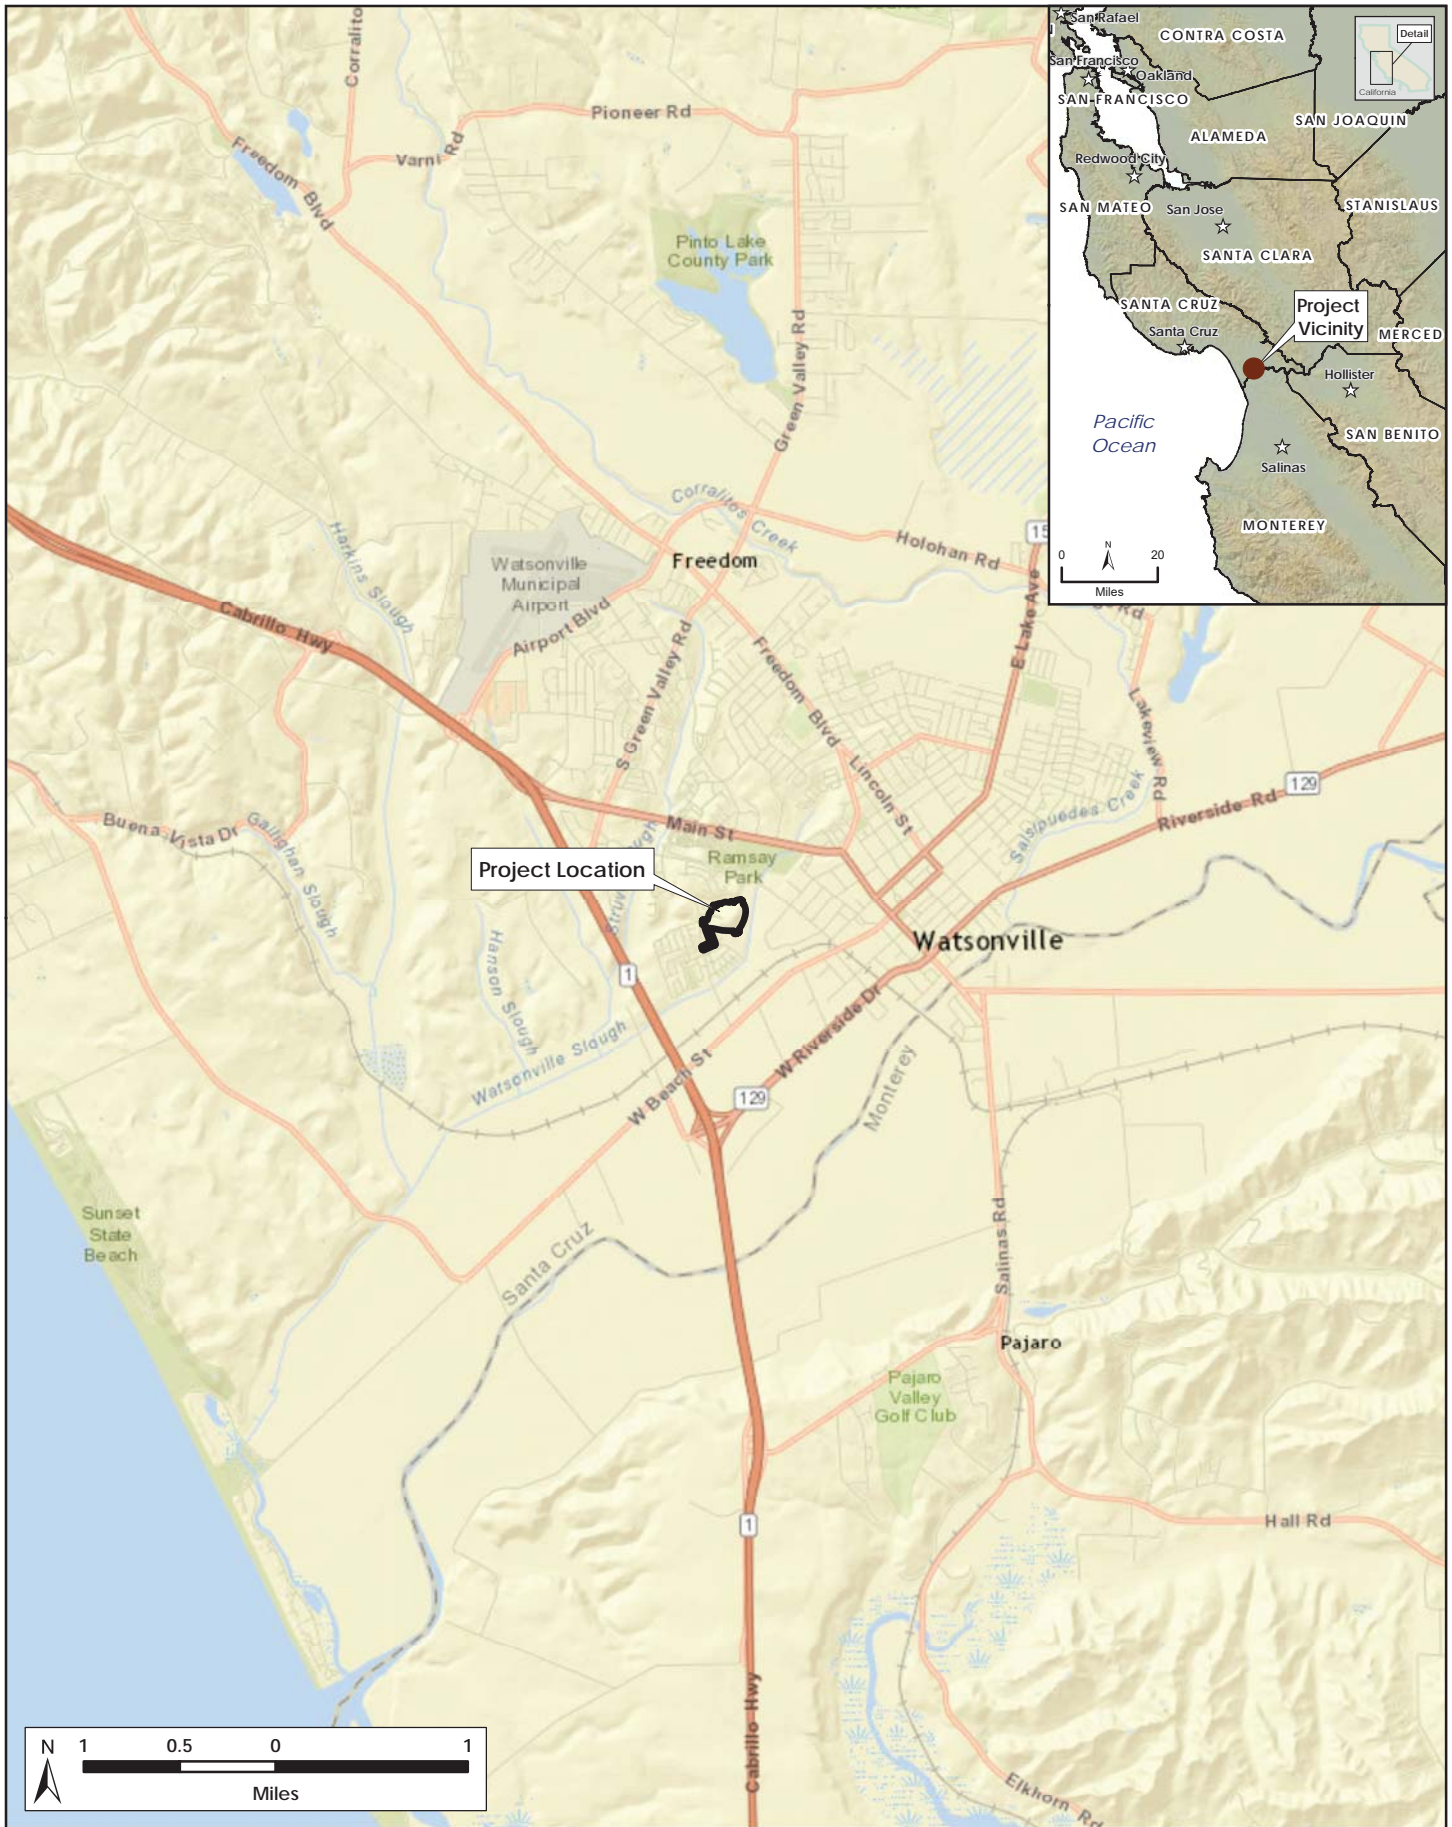 Corralito
Pioneer Rd
Varni Rd
Freedom Blvd
Pinto Lake
County Park
Green Valley Rd
Corralitos Creek
Holohan Rd
Harkins Slough
Watsonville
Municipal
Airport
Freedom
Airport Blvd
Cabrillo Hwy
S Green Valley Rd
Freedom Blvd
E Lake Ave
15
Rd
Lakeview Rd
Lincoln St
129
Riverside Rd
Salsipuedes Creek
Buena Vista Dr
Gallighan Slough
Main St
Ramsay
Park
Project Location
Struv
ugh
Watsonville
Hanson Slough
1
Watsonville Slough
W Beach St
W Riverside Dr
129
Monterey
Santa Cruz
Sunset
State
Beach
Salinas Rd
Pajaro
Pajaro
Valley
Golf Club
1
Hall Rd
Cabrillo Hwy
Elkhorn Rd
N
1 0.5 0 1
Miles
San Rafael
CONTRA COSTA
Detail
California
San Francisco
Oakland
SAN FRANCISCO
SAN JOAQUIN
ALAMEDA
Redwood City
SAN MATEO
San Jose
STANISLAUS
SANTA CLARA
SANTA CRUZ
Project
Vicinity
Santa Cruz
MERCED
Hollister
Pacific
Ocean
SAN BENITO
Salinas
MONTEREY
N
0 20
Miles